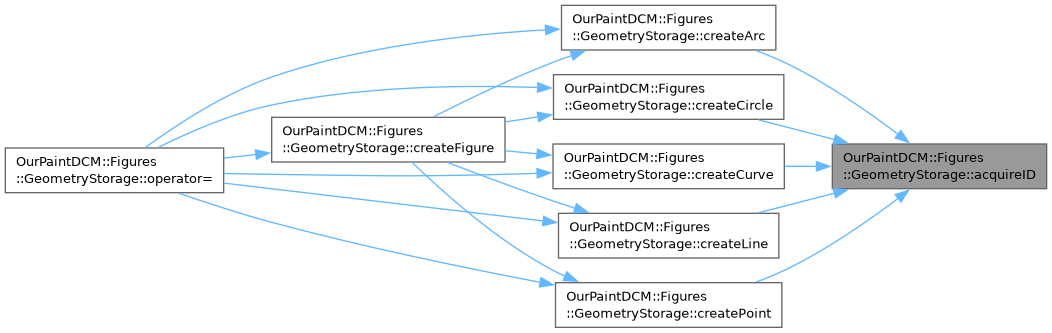 OurPaintDCM::Figures
::GeometryStorage::operator=
OurPaintDCM::Figures
::GeometryStorage::createFigure
OurPaintDCM::Figures
::GeometryStorage::createArc
OurPaintDCM::Figures
::GeometryStorage::createCircle
OurPaintDCM::Figures
::GeometryStorage::createCurve
OurPaintDCM::Figures
::GeometryStorage::createLine
OurPaintDCM::Figures
::GeometryStorage::createPoint
OurPaintDCM::Figures
::GeometryStorage::acquireID